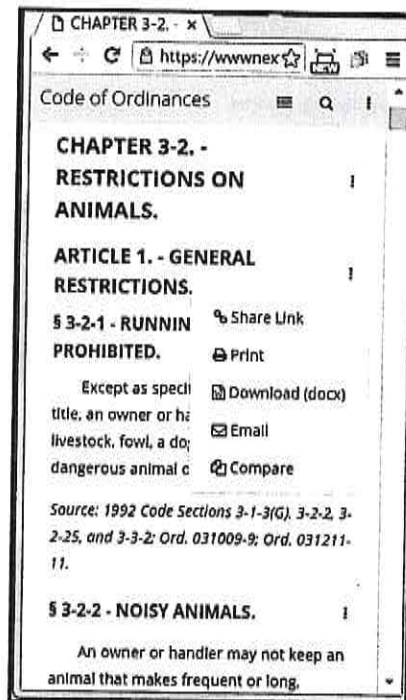 CHAPTER 3-2. - ×
https://wwwnex
NEW
Code of Ordinances
CHAPTER 3-2. -
RESTRICTIONS ON
ANIMALS.
ARTICLE 1. - GENERAL
RESTRICTIONS.
§ 3-2-1 - RUNNIN
PROHIBITED.
Share Link
Print
Download (docx)
Email
Compare
Except as speci
title, an owner or ha
livestock, fowl, a do
dangerous animal
Source: 1992 Code Sections 3-1-3(G), 3-2-2, 3-
2-25, and 3-3-2; Ord. 031009-9; Ord. 031211-
11.
§ 3-2-2 - NOISY ANIMALS.
An owner or handler may not keep an
animal that makes frequent or long,